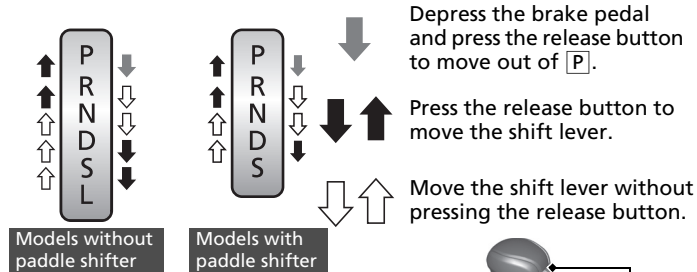 P
R
N
D
S
L
Models without
paddle shifter
P
R
N
D
S
Models with
paddle shifter
Depress the brake pedal
and press the release button
to move out of P.
Press the release button to
move the shift lever.
Move the shift lever without
pressing the release button.